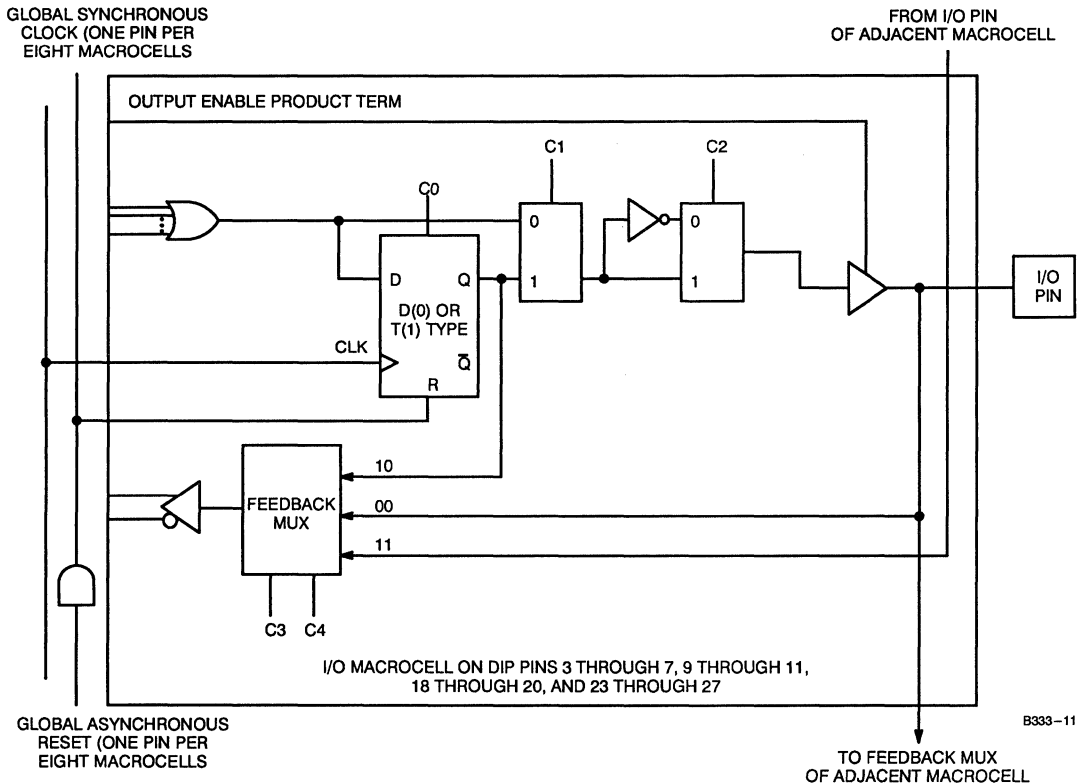 GLOBAL SYNCHRONOUS
CLOCK (ONE PIN PER
EIGHT MACROCELLS
FROM I/O PIN
OF ADJACENT MACROCELL
OUTPUT ENABLE PRODUCT TERM
C1
C2
C0
0
0
1
1
D
Q
D(0) OR
T(1) TYPE
CLK
Q̅
R
I/O
PIN
10
FEEDBACK
MUX
00
11
C3
C4
I/O MACROCELL ON DIP PINS 3 THROUGH 7, 9 THROUGH 11,
18 THROUGH 20, AND 23 THROUGH 27
GLOBAL ASYNCHRONOUS
RESET (ONE PIN PER
EIGHT MACROCELLS
B333–11
TO FEEDBACK MUX
OF ADJACENT MACROCELL